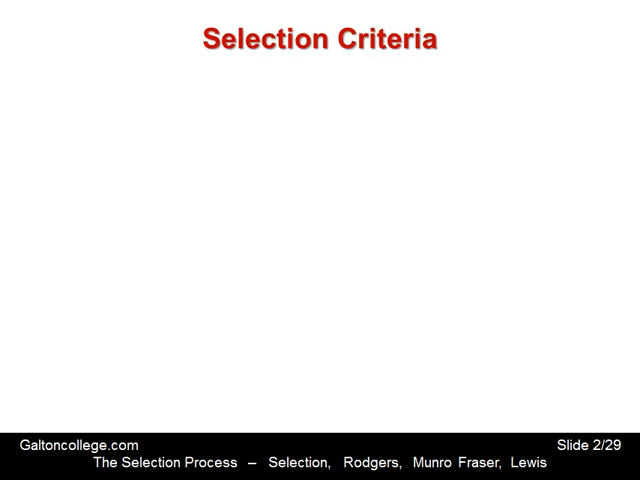 Selection Criteria
Galtoncollege.com Slide 2/29
The Selection Process – Selection, Rodgers, Munro Fraser, Lewis